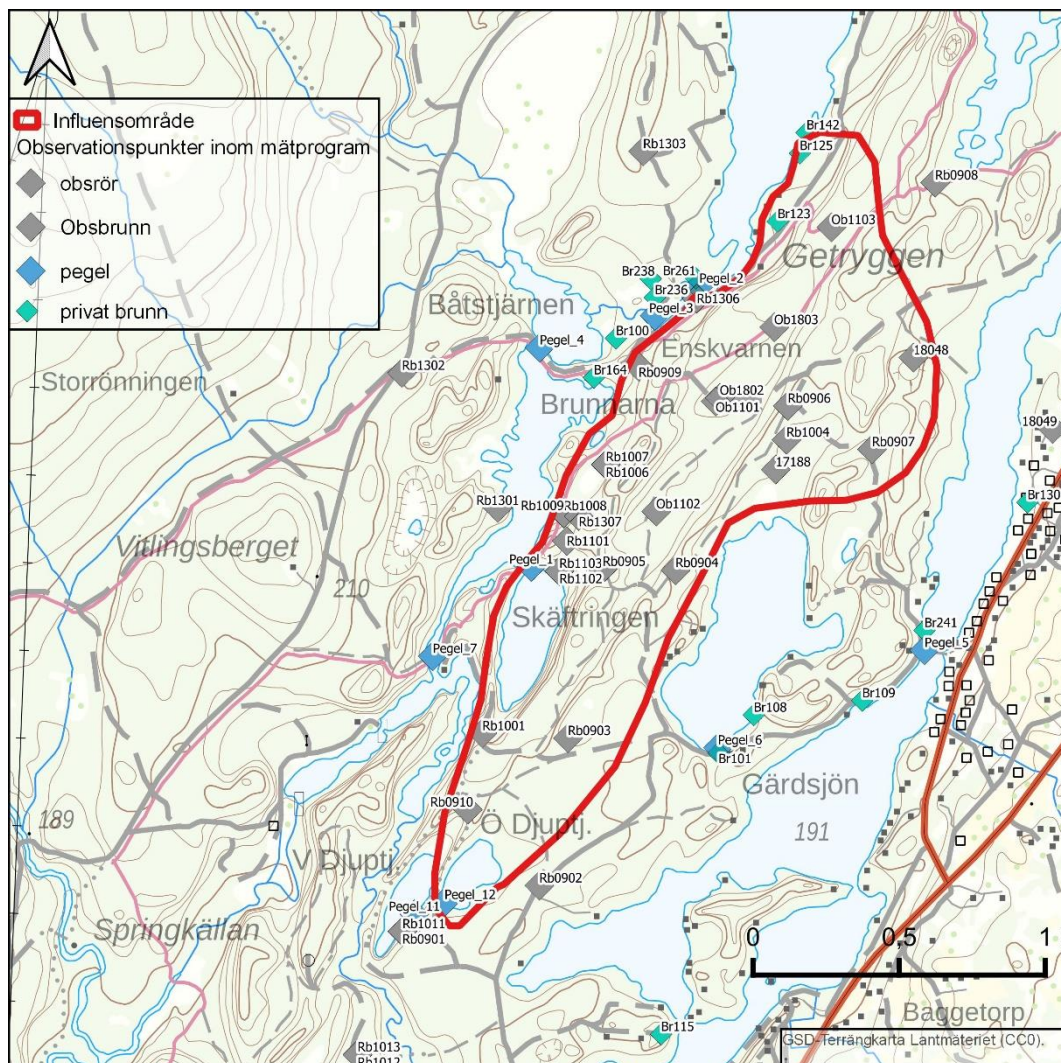 Influensområde
Observationspunkter inom mätprogram
obsrör
Obsbrunn
pegel
privat brunn
Br142
Br125
Rb1303
Rb0908
Br123
Ob1103
Getryggen
Br238
Br261
Pegel_2
Br236
Rb1306
Båtstjärnen
Pegel_3
Ob1803
Br100
Enskvarnen
Pegel_4
18048
Rb1302
Rb0909
Storrönningen
Br164
Ob1802
Ob1101
Rb0906
Brunnarna
18049
Rb1004
Rb0907
Rb1007
Rb1006
17188
Br130
Rb1301
Rb1009
Rb1008
Ob1102
Rb1307
Vitlingsberget
Rb1101
Pegel_1
Rb1103
Rb0905
Rb0904
Rb1102
210
Skäftringen
Br241
Pegel_5
Pegel_7
Br109
Br108
Rb1001
Rb0903
Pegel_6
Br101
Gärdsjön
Rb0910
Ö Djuptj.
189
191
V Djuptj.
Rb0902
Pegel_12
Pegel_11
Rb1011
Springkällan
Rb0901
0
0,5
1
Baggetorp
Br115
GSD-Terrängkarta Lantmäteriet (CC0).
Rb1013
Rb1012